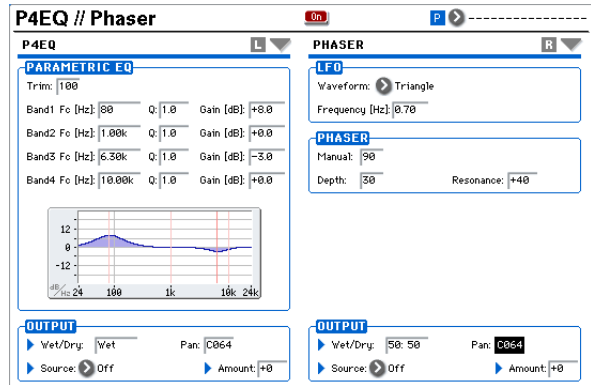 P4EQ // Phaser On P ----------------
P4EQ L
PARAMETRIC EQ
Trim: 100
Band1 Fc [Hz]: 80 Q: 1.0 Gain [dB]: +8.0
Band2 Fc [Hz]: 1.00k Q: 1.0 Gain [dB]: +0.0
Band3 Fc [Hz]: 6.30k Q: 1.0 Gain [dB]: -3.0
Band4 Fc [Hz]: 10.00k Q: 1.0 Gain [dB]: +0.0
12
0
-12
dB/Hz 24 100 1k 10k 24k
OUTPUT
Wet/Dry: Wet Pan: C064
Source: Off Amount: +0
PHASER R
LFO
Waveform: Triangle
Frequency [Hz]: 0.70
PHASER
Manual: 90
Depth: 30 Resonance: +40
OUTPUT
Wet/Dry: 50: 50 Pan: C064
Source: Off Amount: +0